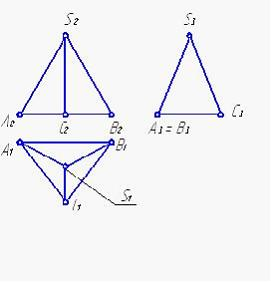 S2 S3
A2 C2 B2 A3 = B3 C3
A1 B1
C1 S1